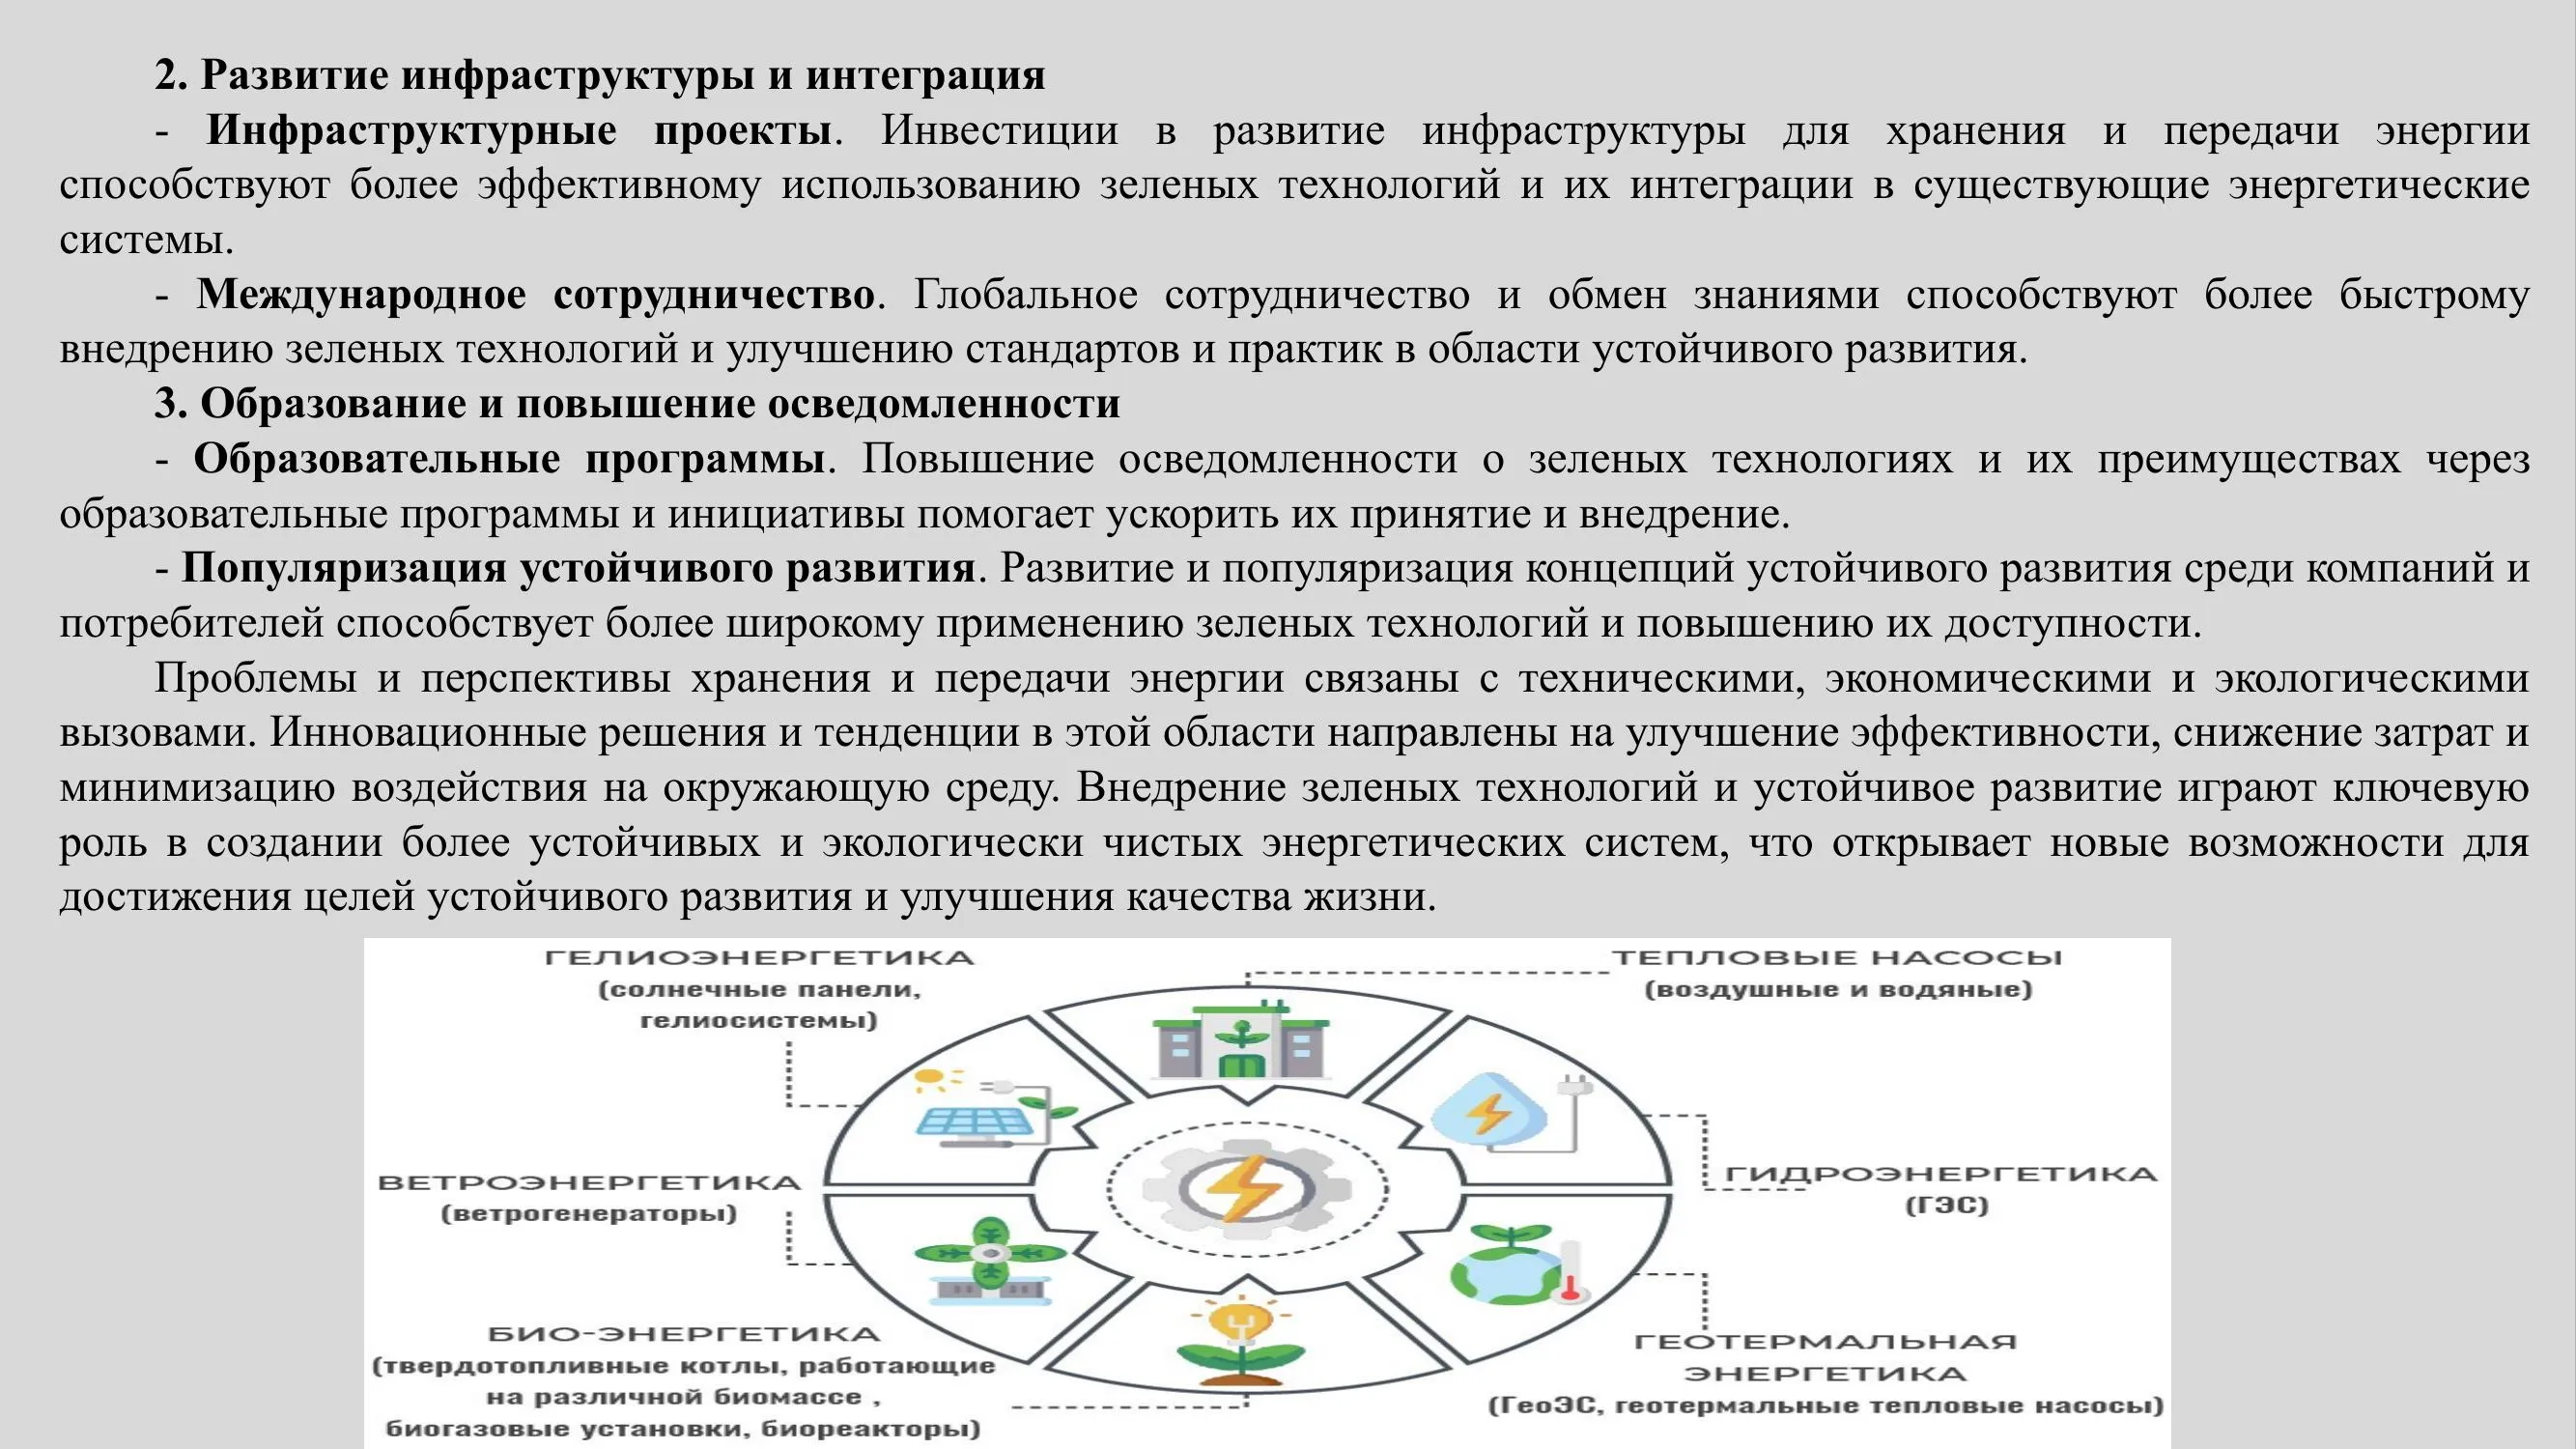 2. Развитие инфраструктуры и интеграция
- Инфраструктурные проекты. Инвестиции в развитие инфраструктуры для хранения и передачи энергии
способствуют более эффективному использованию зеленых технологий и их интеграции в существующие энергетические
системы.
- Международное сотрудничество. Глобальное сотрудничество и обмен знаниями способствуют более быстрому
внедрению зеленых технологий и улучшению стандартов и практик в области устойчивого развития.
3. Образование и повышение осведомленности
- Образовательные программы. Повышение осведомленности о зеленых технологиях и их преимуществах через
образовательные программы и инициативы помогает ускорить их принятие и внедрение.
- Популяризация устойчивого развития. Развитие и популяризация концепций устойчивого развития среди компаний и
потребителей способствует более широкому применению зеленых технологий и повышению их доступности.
Проблемы и перспективы хранения и передачи энергии связаны с техническими, экономическими и экологическими
вызовами. Инновационные решения и тенденции в этой области направлены на улучшение эффективности, снижение затрат и
минимизацию воздействия на окружающую среду. Внедрение зеленых технологий и устойчивое развитие играют ключевую
роль в создании более устойчивых и экологически чистых энергетических систем, что открывает новые возможности для
достижения целей устойчивого развития и улучшения качества жизни.
ГЕЛИОЭНЕРГЕТИКА
(солнечные панели,
гелиосистемы)
ТЕПЛОВЫЕ НАСОСЫ
(воздушные и водяные)
ВЕТРОЭНЕРГЕТИКА
(ветрогенераторы)
ГИДРОЭНЕРГЕТИКА
(ГЭС)
БИО-ЭНЕРГЕТИКА
(твердотопливные котлы, работающие
на различной биомассе ,
биогазовые установки, биореакторы)
ГЕОТЕРМАЛЬНАЯ
ЭНЕРГЕТИКА
(ГеоЭС, геотермальные тепловые насосы)